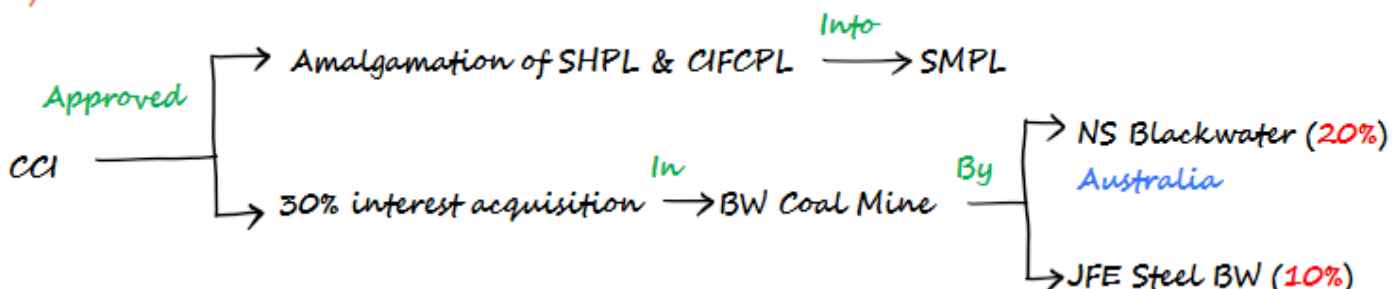 Approved
CCI
Amalgamation of SHPL & CIFCPL Into SMPL
30% interest acquisition In BW Coal Mine By
NS Blackwater (20%)
Australia
JFE Steel BW (10%)